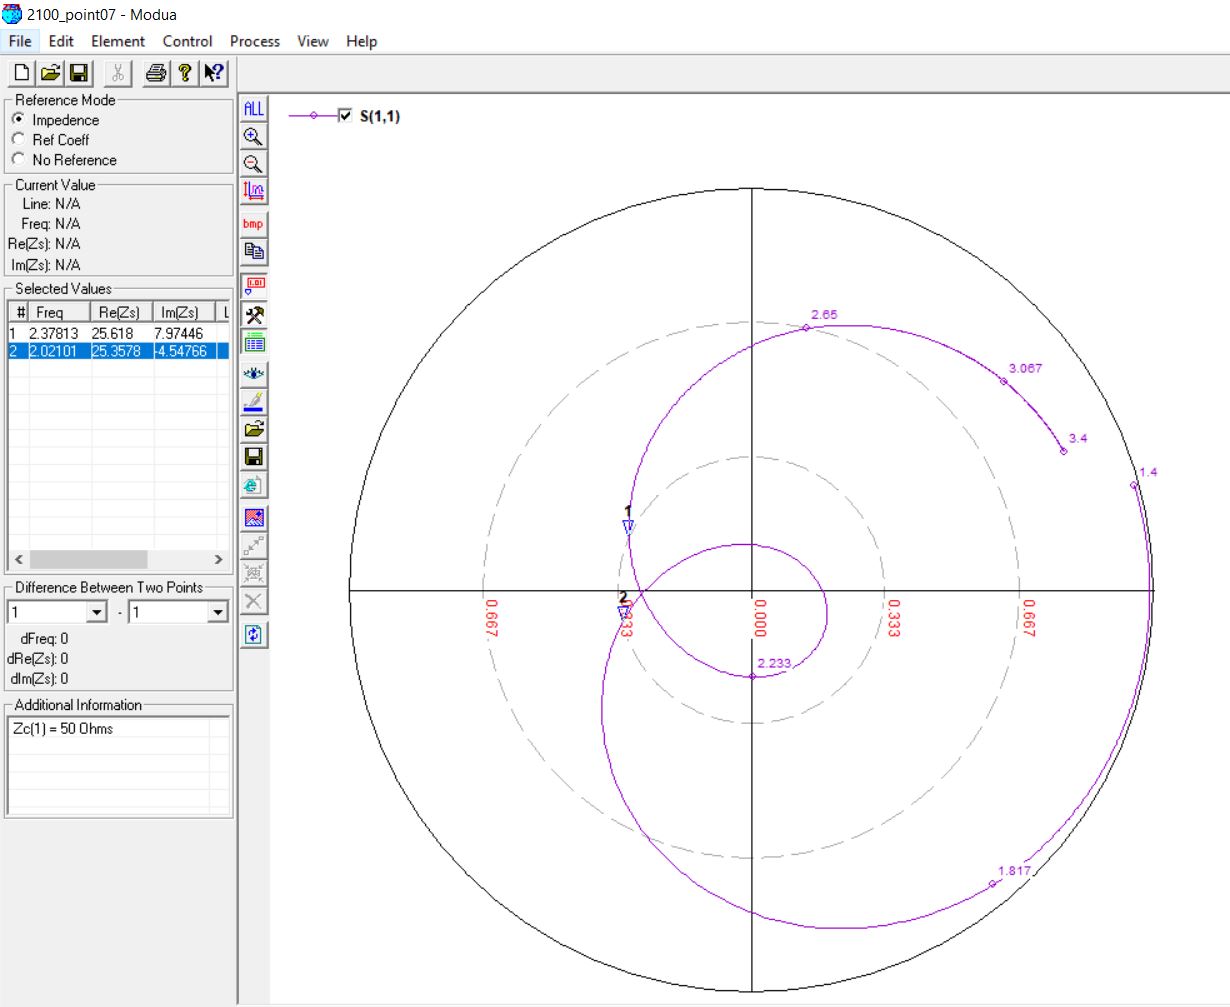 2100_point07 - Modua
File Edit Element Control Process View Help
Reference Mode
Impedence
Ref Coeff
No Reference
Current Value
Line: N/A
Freq: N/A
Re(Zs): N/A
Im(Zs): N/A
Selected Values
# Freq Re(Zs) Im(Zs) L
1 2.37813 25.618 7.97446
2 2.02101 25.3578 -4.54766
Difference Between Two Points
1 - 1
dFreq: 0
dRe(Zs): 0
dIm(Zs): 0
Additional Information
Zc(1) = 50 Ohms
ALL
bmp
1.01
S(1,1)
2.65
3.067
3.4
1.4
1
2
0.667
0.333
0.000
0.333
0.667
2.233
1.817